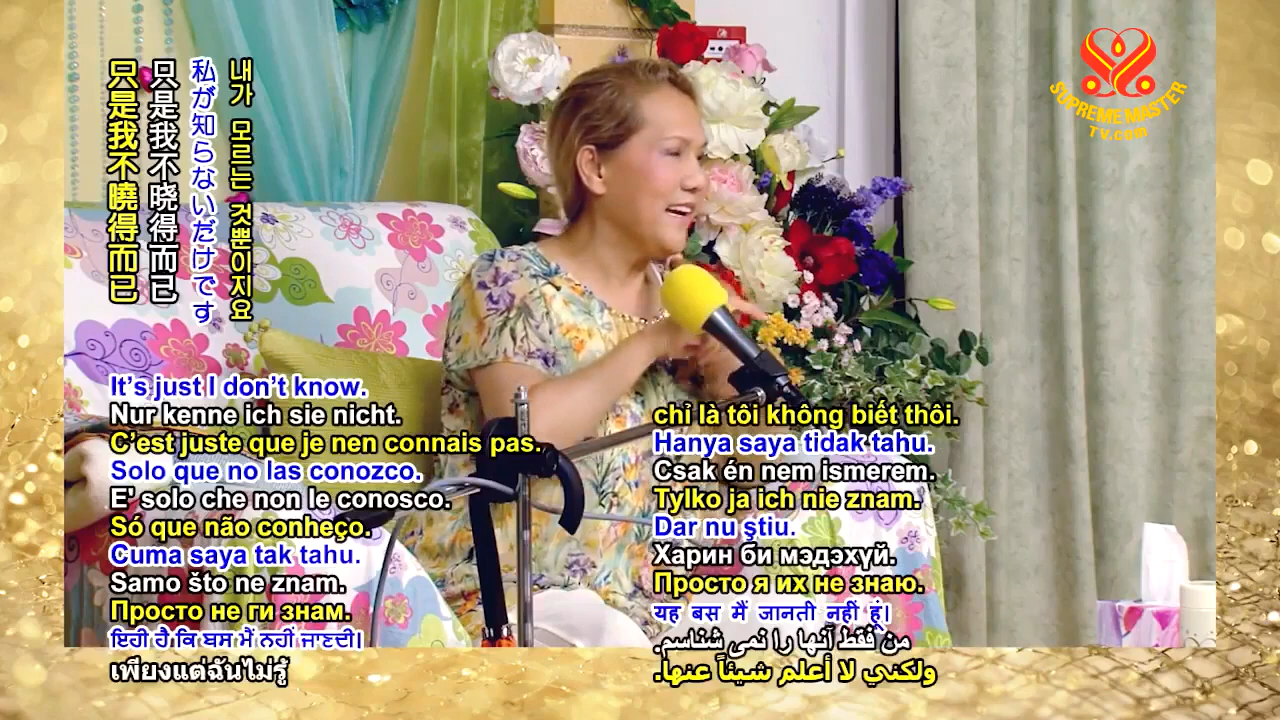 只是我不曉得而已
只是我不晓得而已
私が知らないだけです
내가 모르는 것뿐이지요
SUPREME MASTER
TV.com
It's just I don't know.
Nur kenne ich sie nicht.
C'est juste que je nen connais pas.
Solo que no las conozco.
E' solo che non le conosco.
Só que não conheço.
Cuma saya tak tahu.
Samo što ne znam.
Просто не ги знам.
ਇਹੀ ਹੈ ਕਿ ਬਸ ਮੈਂ ਨਹੀਂ ਜਾਣਦੀ।
เพียงแต่ฉันไม่รู้
chỉ là tôi không biết thôi.
Hanya saya tidak tahu.
Csak én nem ismerem.
Tylko ja ich nie znam.
Dar nu ştiu.
Харин би мэдэхүй.
Просто я их не знаю.
यह बस मैं जानती नहीं हूं।
من فقط آنها را نمی شناسم.
ولكني لا أعلم شيئاً عنها.